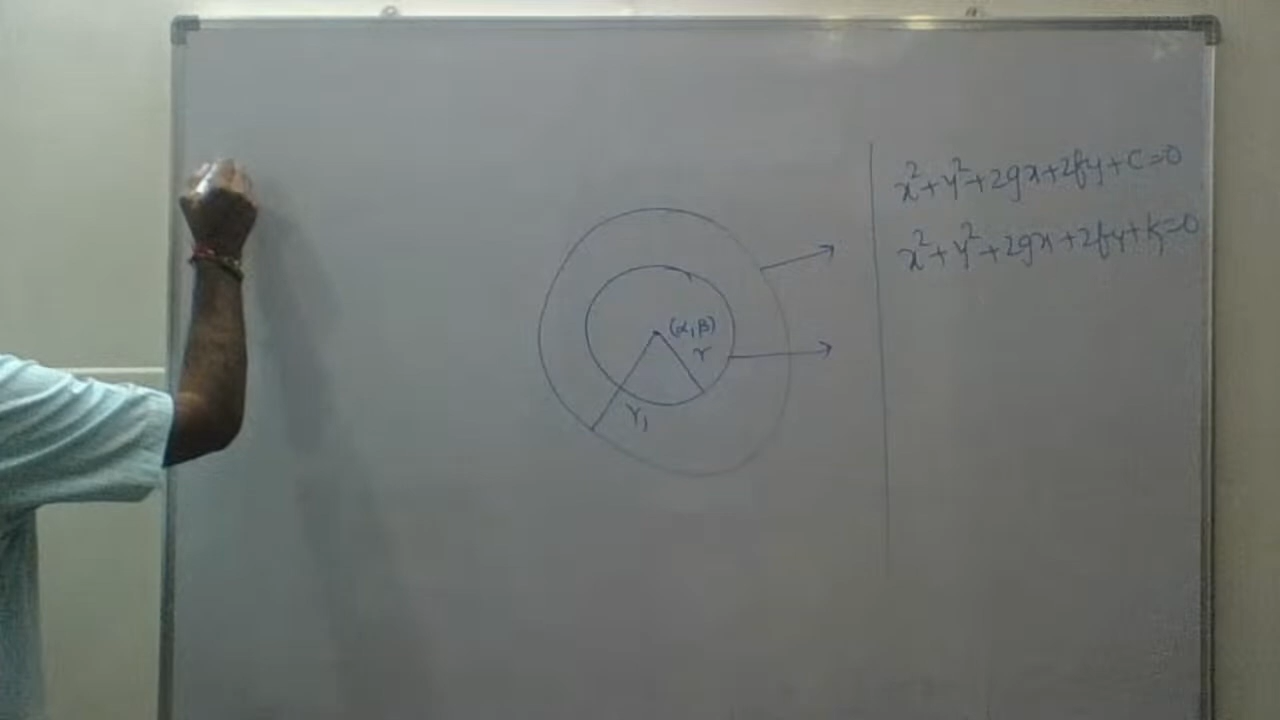 x²+y²+2gx+2fy+c=0
x²+y²+2gx+2fy+k=0
(α,β)
r
r₁